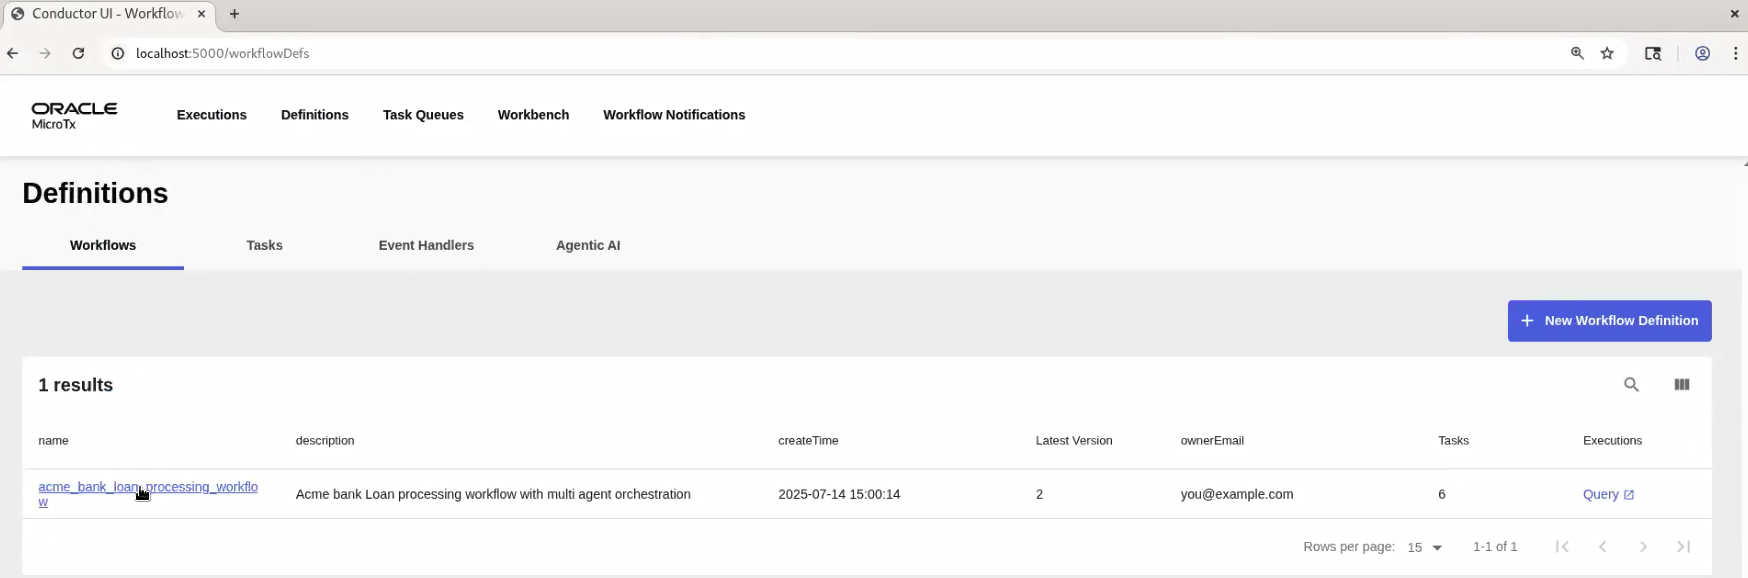 Conductor UI - Workflow
localhost:5000/workflowDefs
ORACLE
MicroTx
Executions Definitions Task Queues Workbench Workflow Notifications
Definitions
Workflows Tasks Event Handlers Agentic AI
New Workflow Definition
1 results
name description createTime Latest Version ownerEmail Tasks Executions
acme_bank_loan_processing_workflo
w
Acme bank Loan processing workflow with multi agent orchestration 2025-07-14 15:00:14 2 you@example.com 6 Query
Rows per page: 15 1-1 of 1